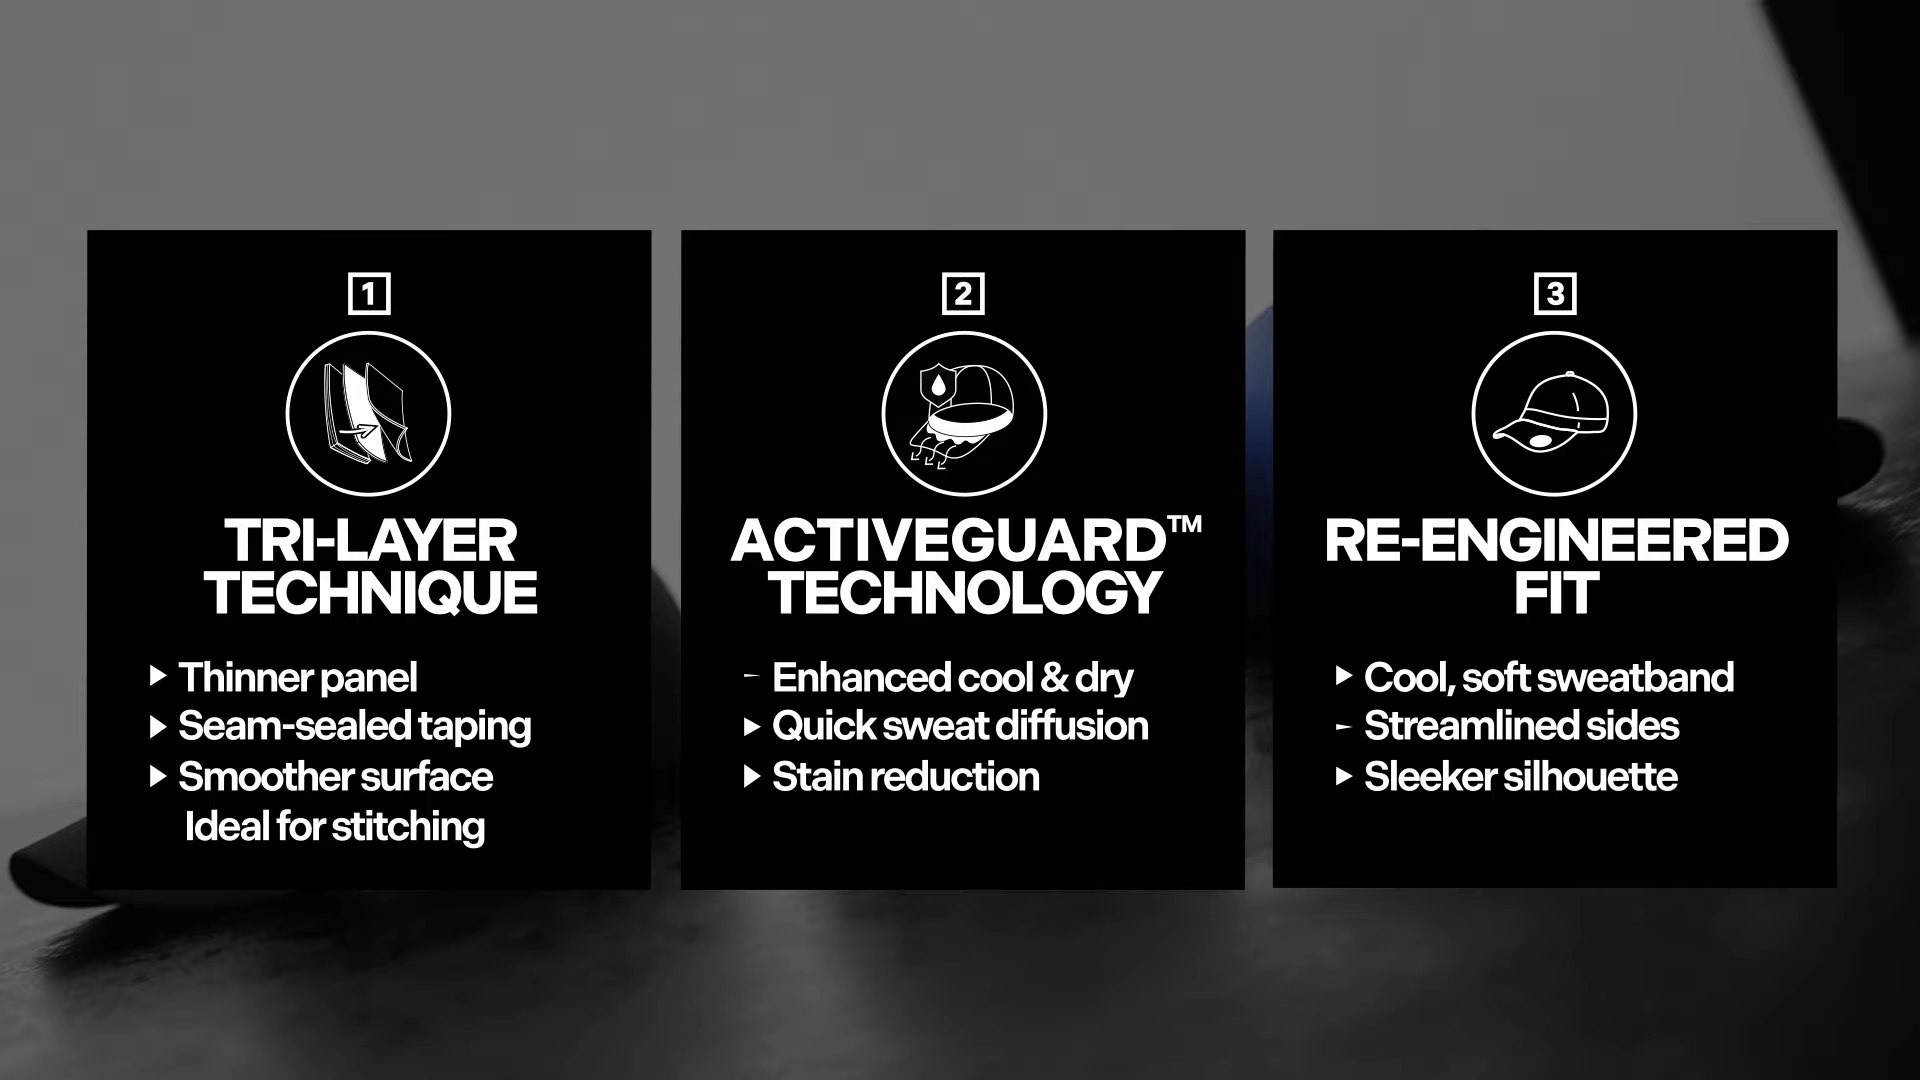 1
TRI-LAYER
TECHNIQUE
Thinner panel
Seam-sealed taping
Smoother surface
Ideal for stitching
2
ACTIVEGUARD™
TECHNOLOGY
Enhanced cool & dry
Quick sweat diffusion
Stain reduction
3
RE-ENGINEERED
FIT
Cool, soft sweatband
Streamlined sides
Sleeker silhouette